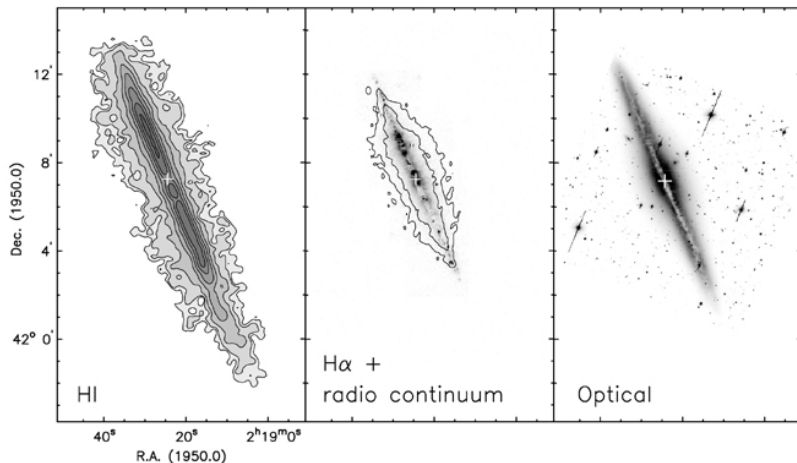 12'
8'
4'
42° 0'
Dec. (1950.0)
HI
Hα +
radio continuum
Optical
40s 20s 2h19m0s
R.A. (1950.0)